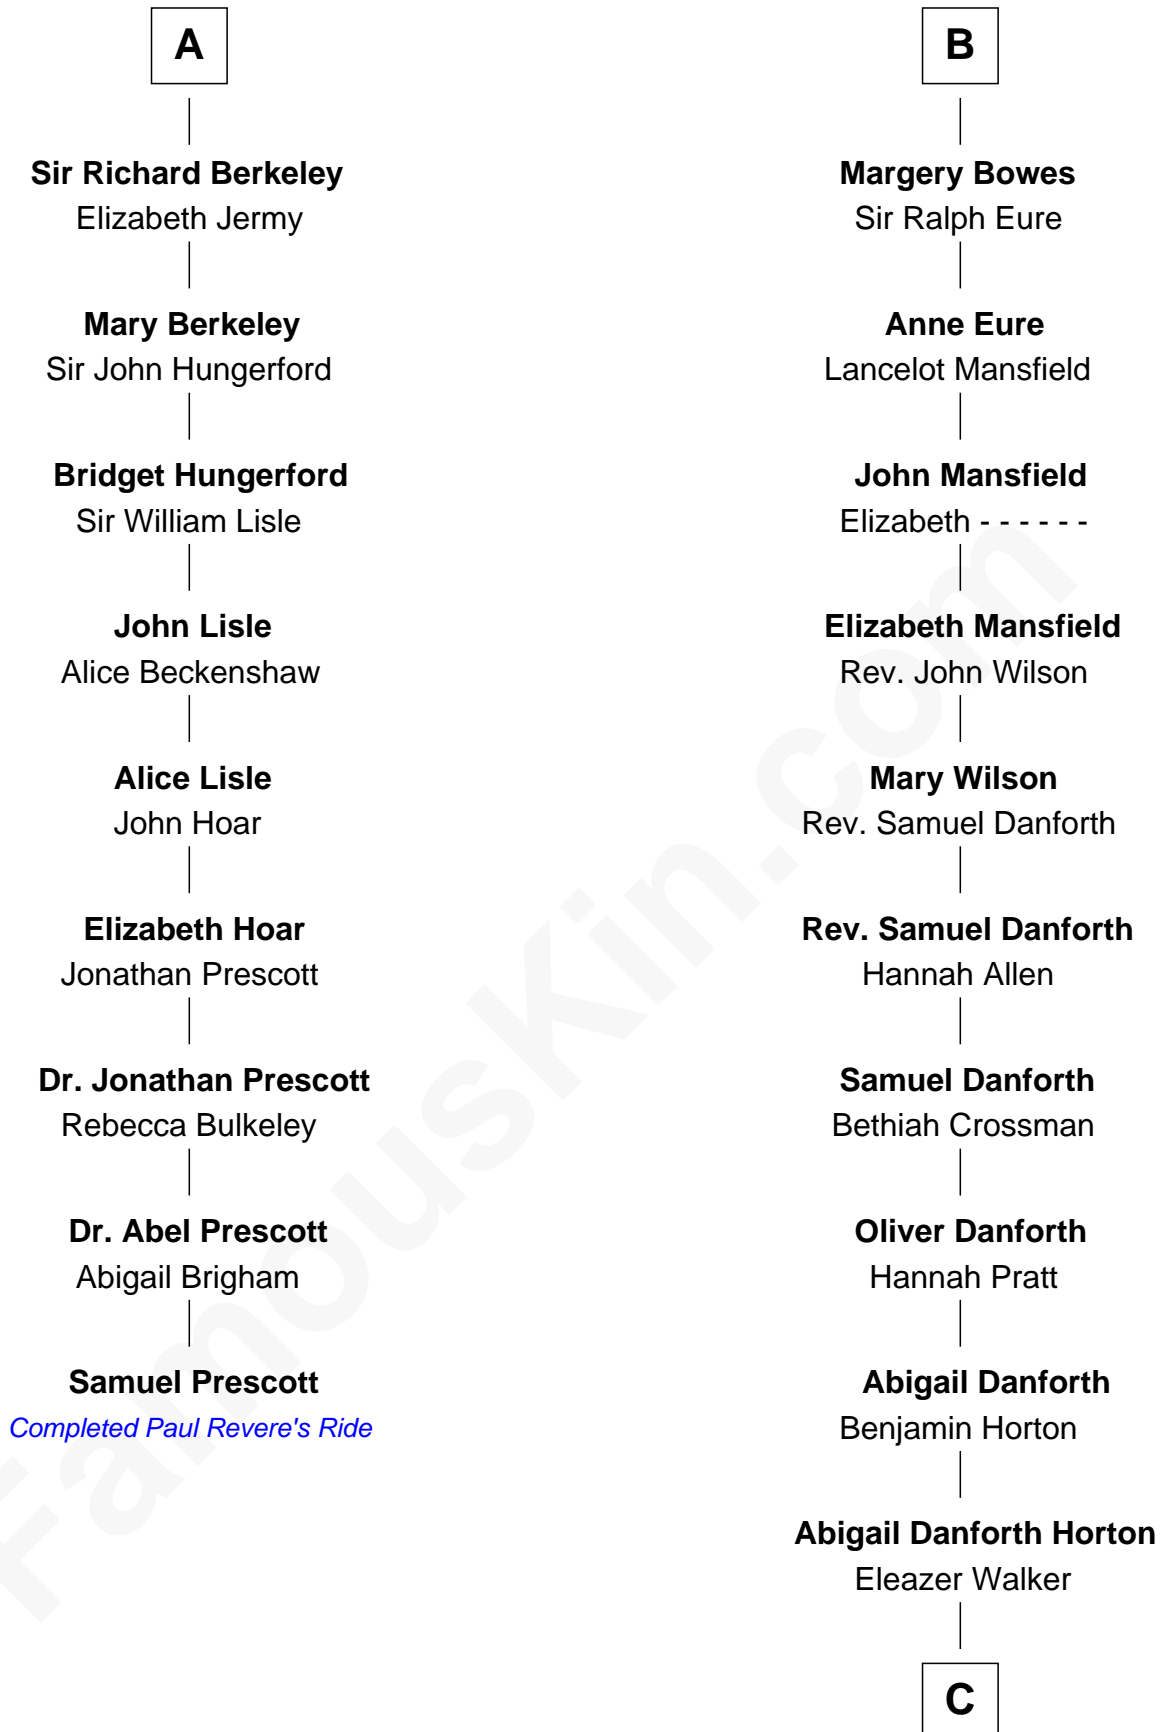 A
Sir Richard Berkeley
Elizabeth Jermy
Mary Berkeley
Sir John Hungerford
Bridget Hungerford
Sir William Lisle
John Lisle
Alice Beckenshaw
Alice Lisle
John Hoar
Elizabeth Hoar
Jonathan Prescott
Dr. Jonathan Prescott
Rebecca Bulkeley
Dr. Abel Prescott
Abigail Brigham
Samuel Prescott
Completed Paul Revere's Ride
B
Margery Bowes
Sir Ralph Eure
Anne Eure
Lancelot Mansfield
John Mansfield
Elizabeth - - - - - -
Elizabeth Mansfield
Rev. John Wilson
Mary Wilson
Rev. Samuel Danforth
Rev. Samuel Danforth
Hannah Allen
Samuel Danforth
Bethiah Crossman
Oliver Danforth
Hannah Pratt
Abigail Danforth
Benjamin Horton
Abigail Danforth Horton
Eleazer Walker
C
FamousKin.com